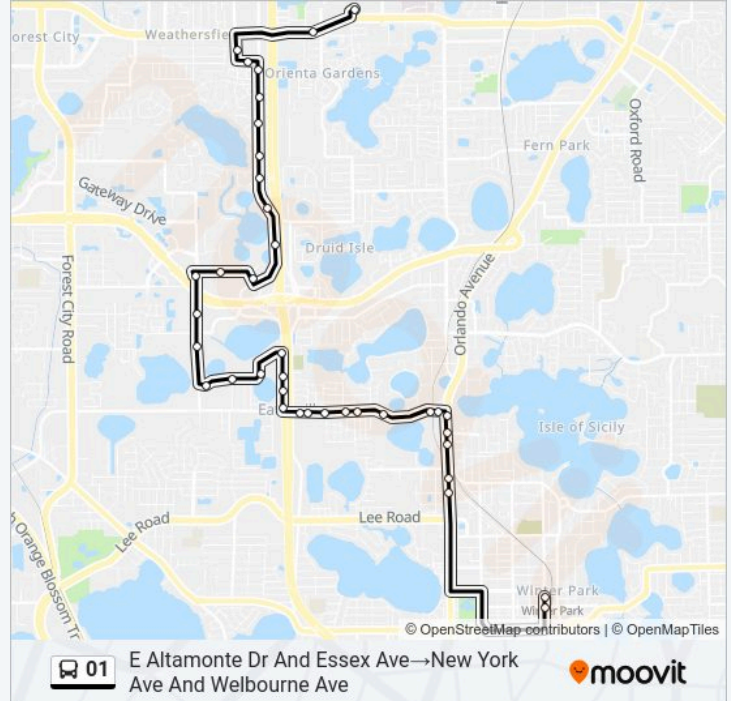 orest City
Weathersfie
Orienta Gardens
Oxford Road
Fern Park
Gateway Drive
Druid Isle
Forest City Road
Orlando Avenue
Ea
Isle of Sicily
Lee Road
Lee Road
h Orange Blossom Tr
Winter Park
Winter Park
© OpenStreetMap contributors | © OpenMapTiles
01
E Altamonte Dr And Essex Ave→New York
Ave And Welbourne Ave
moovit